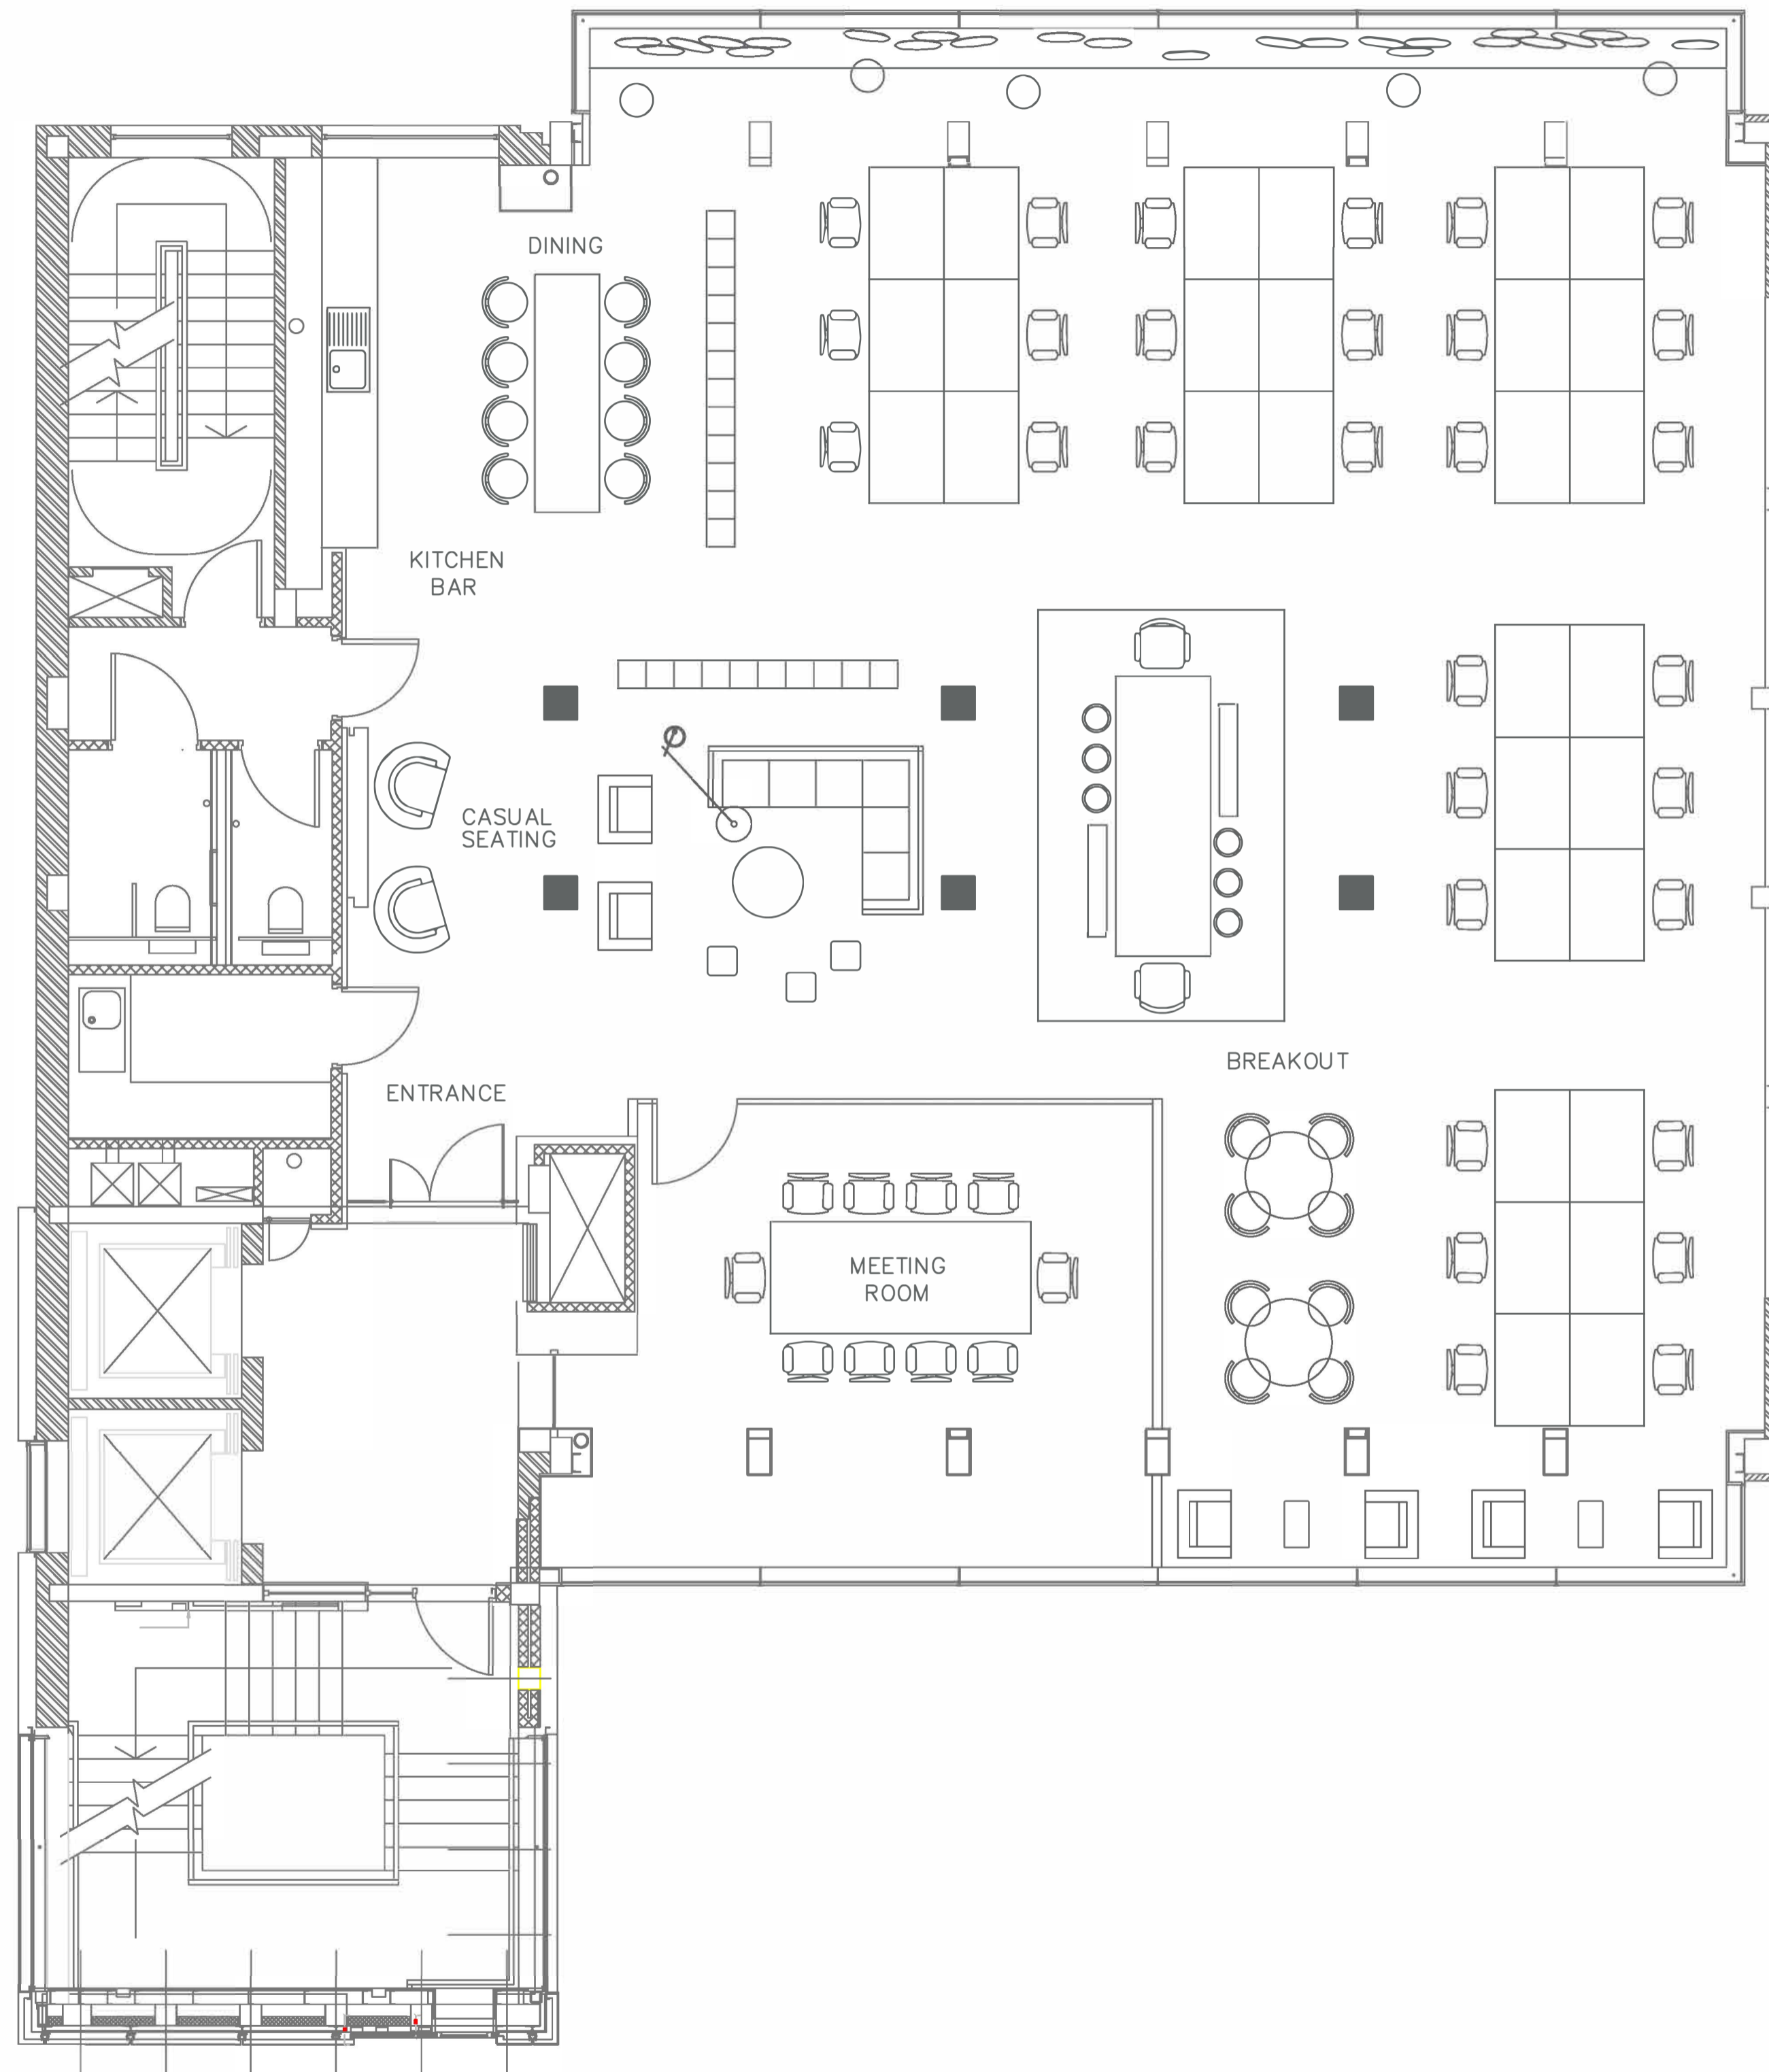 DINING
KITCHEN
BAR
CASUAL
SEATING
ENTRANCE
BREAKOUT
MEETING
ROOM